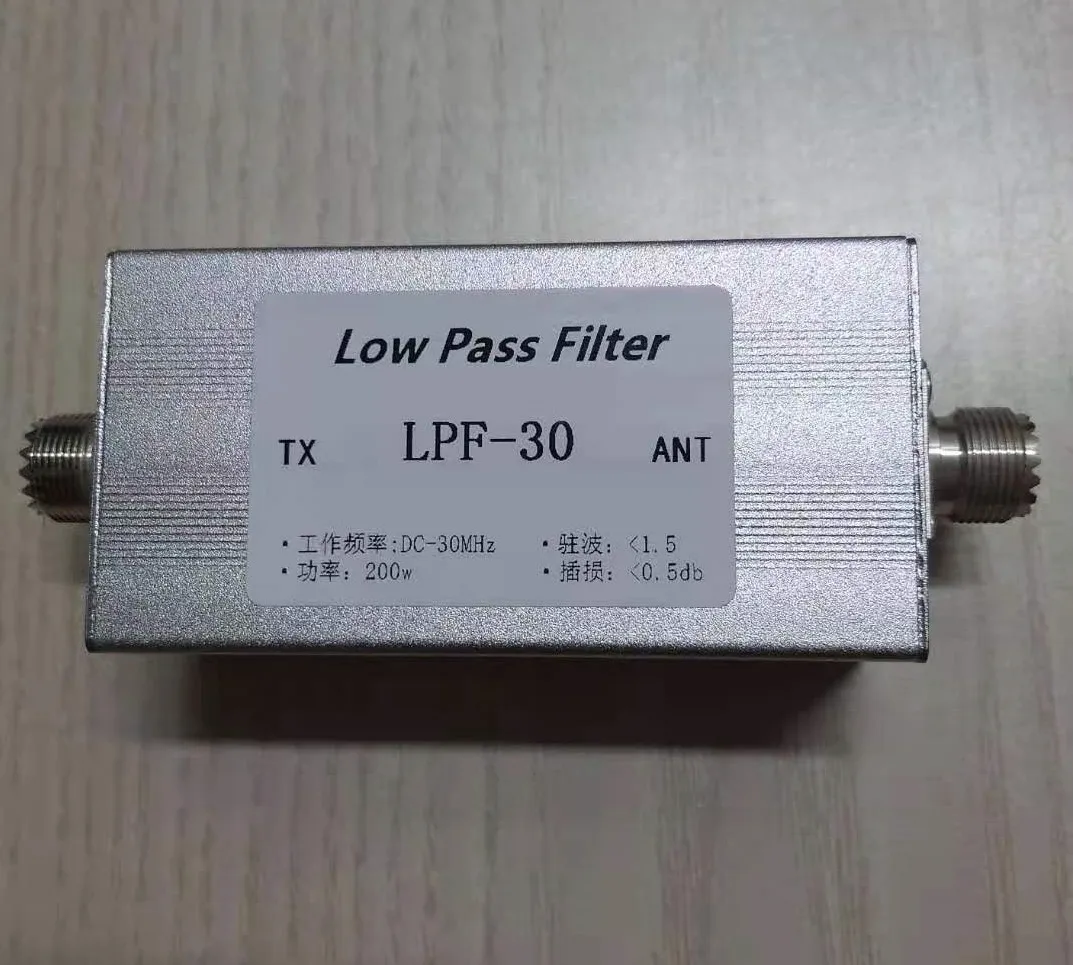 Low Pass Filter
TX LPF-30 ANT
·工作频率:DC-30MHz ·驻波: <1.5
·功率: 200w ·插损: <0.5db